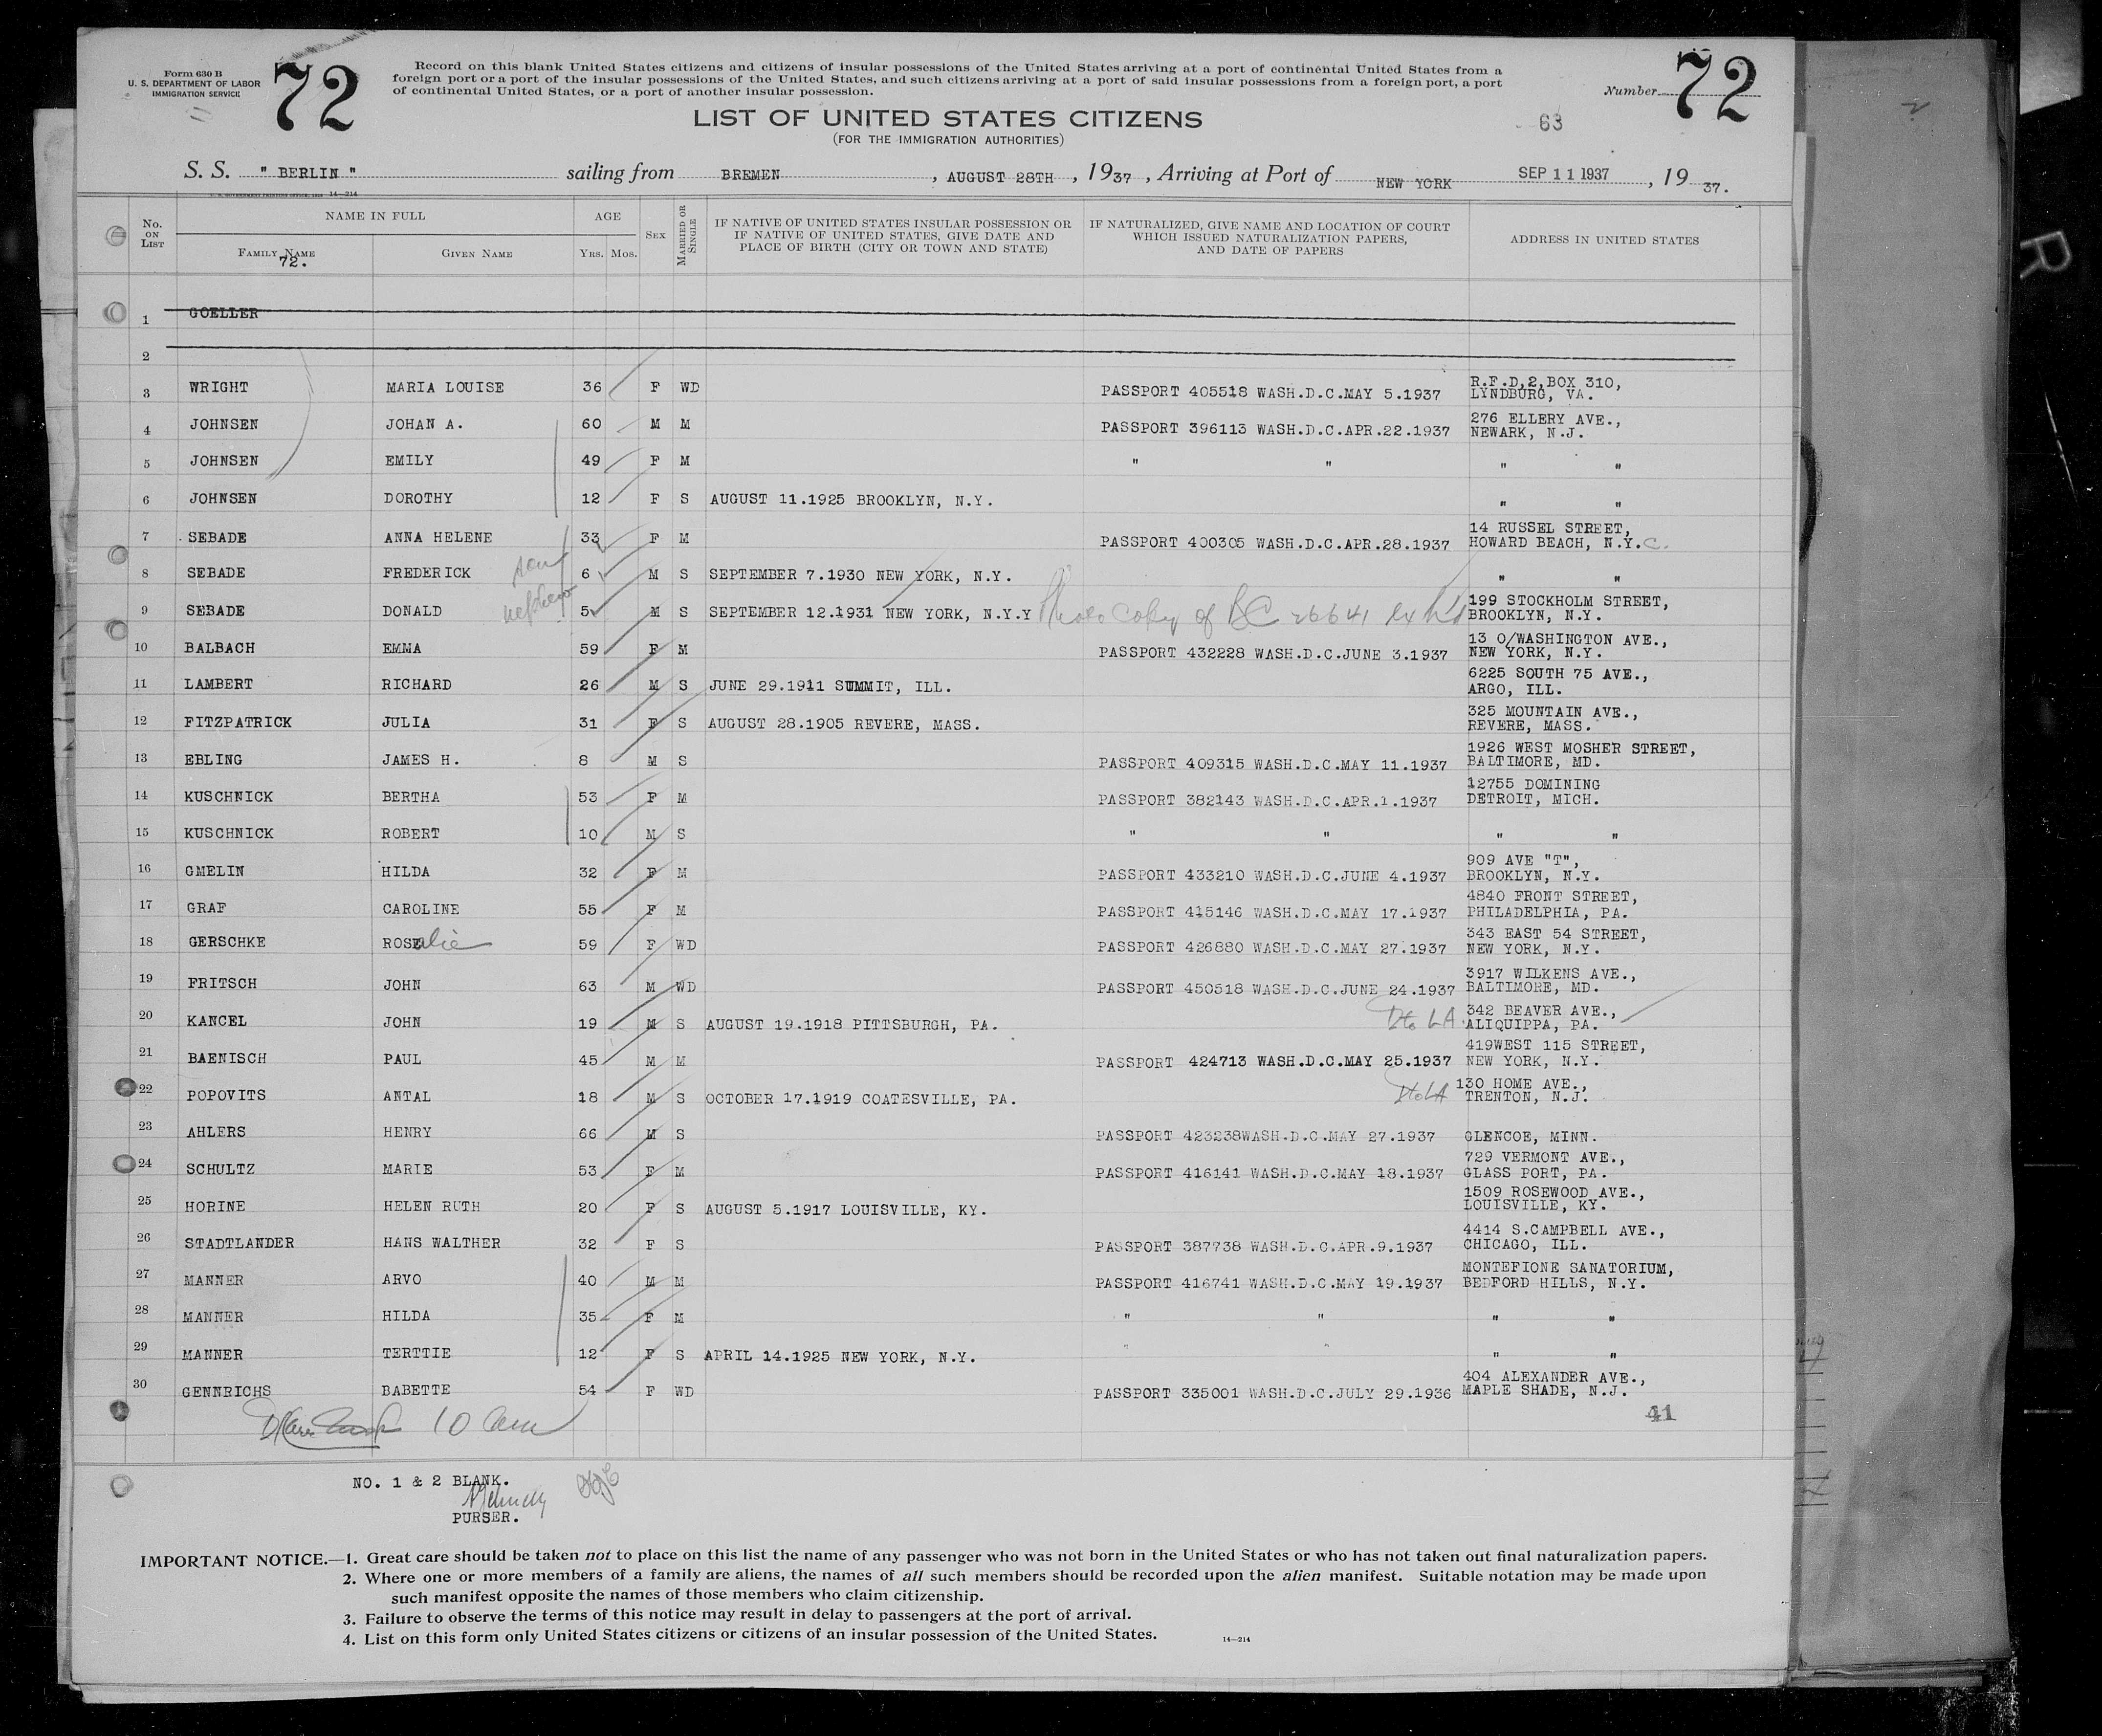 Form 630 B
U. S. DEPARTMENT OF LABOR
IMMIGRATION SERVICE
72
Record on this blank United States citizens and citizens of insular possessions of the United States arriving at a port of continental United States from a
foreign port or a port of the insular possessions of the United States, and such citizens arriving at a port of said insular possessions from a foreign port, a port
of continental United States, or a port of another insular possession.
Number 72
LIST OF UNITED STATES CITIZENS
(FOR THE IMMIGRATION AUTHORITIES)
63
S. S. " BERLIN " sailing from BREMEN , AUGUST 28TH , 1937 , Arriving at Port of NEW YORK SEP 11 1937 , 19 37.
14—214
No. ON LIST
NAME IN FULL
FAMILY NAME
72.
GIVEN NAME
AGE
YRS. MOS.
SEX
MARRIED OR SINGLE
IF NATIVE OF UNITED STATES INSULAR POSSESSION OR
IF NATIVE OF UNITED STATES, GIVE DATE AND
PLACE OF BIRTH (CITY OR TOWN AND STATE)
IF NATURALIZED, GIVE NAME AND LOCATION OF COURT
WHICH ISSUED NATURALIZATION PAPERS,
AND DATE OF PAPERS
ADDRESS IN UNITED STATES
1 GOELLER
2
3 WRIGHT MARIA LOUISE 36 F WD PASSPORT 405518 WASH.D.C.MAY 5.1937 R.F.D,2,BOX 310,
LYNDBURG, VA.
4 JOHNSEN JOHAN A. 60 M M PASSPORT 396113 WASH.D.C.APR.22.1937 276 ELLERY AVE.,
NEWARK, N.J.
5 JOHNSEN EMILY 49 F M " " " "
6 JOHNSEN DOROTHY 12 F S AUGUST 11.1925 BROOKLYN, N.Y. " "
7 SEBADE ANNA HELENE 33 F M PASSPORT 400305 WASH.D.C.APR.28.1937 14 RUSSEL STREET,
HOWARD BEACH, N.Y.C.
8 SEBADE FREDERICK son 6 M S SEPTEMBER 7.1930 NEW YORK, N.Y. " "
9 SEBADE DONALD nephew 5 M S SEPTEMBER 12.1931 NEW YORK, N.Y.Y Photo Copy of BC 26641 199 STOCKHOLM STREET,
BROOKLYN, N.Y.
10 BALBACH EMMA 59 F M PASSPORT 432228 WASH.D.C.JUNE 3.1937 13 O/WASHINGTON AVE.,
NEW YORK, N.Y.
11 LAMBERT RICHARD 26 M S JUNE 29.1911 SUMMIT, ILL. 6225 SOUTH 75 AVE.,
ARGO, ILL.
12 FITZPATRICK JULIA 31 F S AUGUST 28.1905 REVERE, MASS. 325 MOUNTAIN AVE.,
REVERE, MASS.
13 EBLING JAMES H. 8 M S PASSPORT 409315 WASH.D.C.MAY 11.1937 1926 WEST MOSHER STREET,
BALTIMORE, MD.
14 KUSCHNICK BERTHA 53 F M PASSPORT 382143 WASH.D.C.APR.1.1937 12755 DOMINING
DETROIT, MICH.
15 KUSCHNICK ROBERT 10 M S " " " "
16 GMELIN HILDA 32 F M PASSPORT 433210 WASH.D.C.JUNE 4.1937 909 AVE "T",
BROOKLYN, N.Y.
17 GRAF CAROLINE 55 F M PASSPORT 415146 WASH.D.C.MAY 17.1937 4840 FRONT STREET,
PHILADELPHIA, PA.
18 GERSCHKE ROSalie 59 F WD PASSPORT 426880 WASH.D.C.MAY 27.1937 343 EAST 54 STREET,
NEW YORK, N.Y.
19 FRITSCH JOHN 63 M WD PASSPORT 450518 WASH.D.C.JUNE 24.1937 3917 WILKENS AVE.,
BALTIMORE, MD.
20 KANCEL JOHN 19 M S AUGUST 19.1918 PITTSBURGH, PA. 342 BEAVER AVE.,
ALIQUIPPA, PA.
21 BAENISCH PAUL 45 M M PASSPORT 424713 WASH.D.C.MAY 25.1937 419WEST 115 STREET,
NEW YORK, N.Y.
22 POPOVITS ANTAL 18 M S OCTOBER 17.1919 COATESVILLE, PA. 130 HOME AVE.,
TRENTON, N.J.
23 AHLERS HENRY 66 M S PASSPORT 423238WASH.D.C.MAY 27.1937 GLENCOE, MINN.
24 SCHULTZ MARIE 53 F M PASSPORT 416141 WASH.D.C.MAY 18.1937 729 VERMONT AVE.,
GLASS PORT, PA.
25 HORINE HELEN RUTH 20 F S AUGUST 5.1917 LOUISVILLE, KY. 1509 ROSEWOOD AVE.,
LOUISVILLE, KY.
26 STADTLANDER HANS WALTHER 32 F S PASSPORT 387738 WASH.D.C.APR.9.1937 4414 S.CAMPBELL AVE.,
CHICAGO, ILL.
27 MANNER ARVO 40 M M PASSPORT 416741 WASH.D.C.MAY 19.1937 MONTEFIONE SANATORIUM,
BEDFORD HILLS, N.Y.
28 MANNER HILDA 35 F M " " " "
29 MANNER TERTTIE 12 F S APRIL 14.1925 NEW YORK, N.Y. " " " "
30 GENNRICHS BABETTE 54 F WD PASSPORT 335001 WASH.D.C.JULY 29.1936 404 ALEXANDER AVE.,
MAPLE SHADE, N.J.
41
10
NO. 1 & 2 BLANK.
PURSER.
IMPORTANT NOTICE.—1. Great care should be taken not to place on this list the name of any passenger who was not born in the United States or who has not taken out final naturalization papers.
2. Where one or more members of a family are aliens, the names of all such members should be recorded upon the alien manifest. Suitable notation may be made upon
such manifest opposite the names of those members who claim citizenship.
3. Failure to observe the terms of this notice may result in delay to passengers at the port of arrival.
4. List on this form only United States citizens or citizens of an insular possession of the United States.
14—214
R